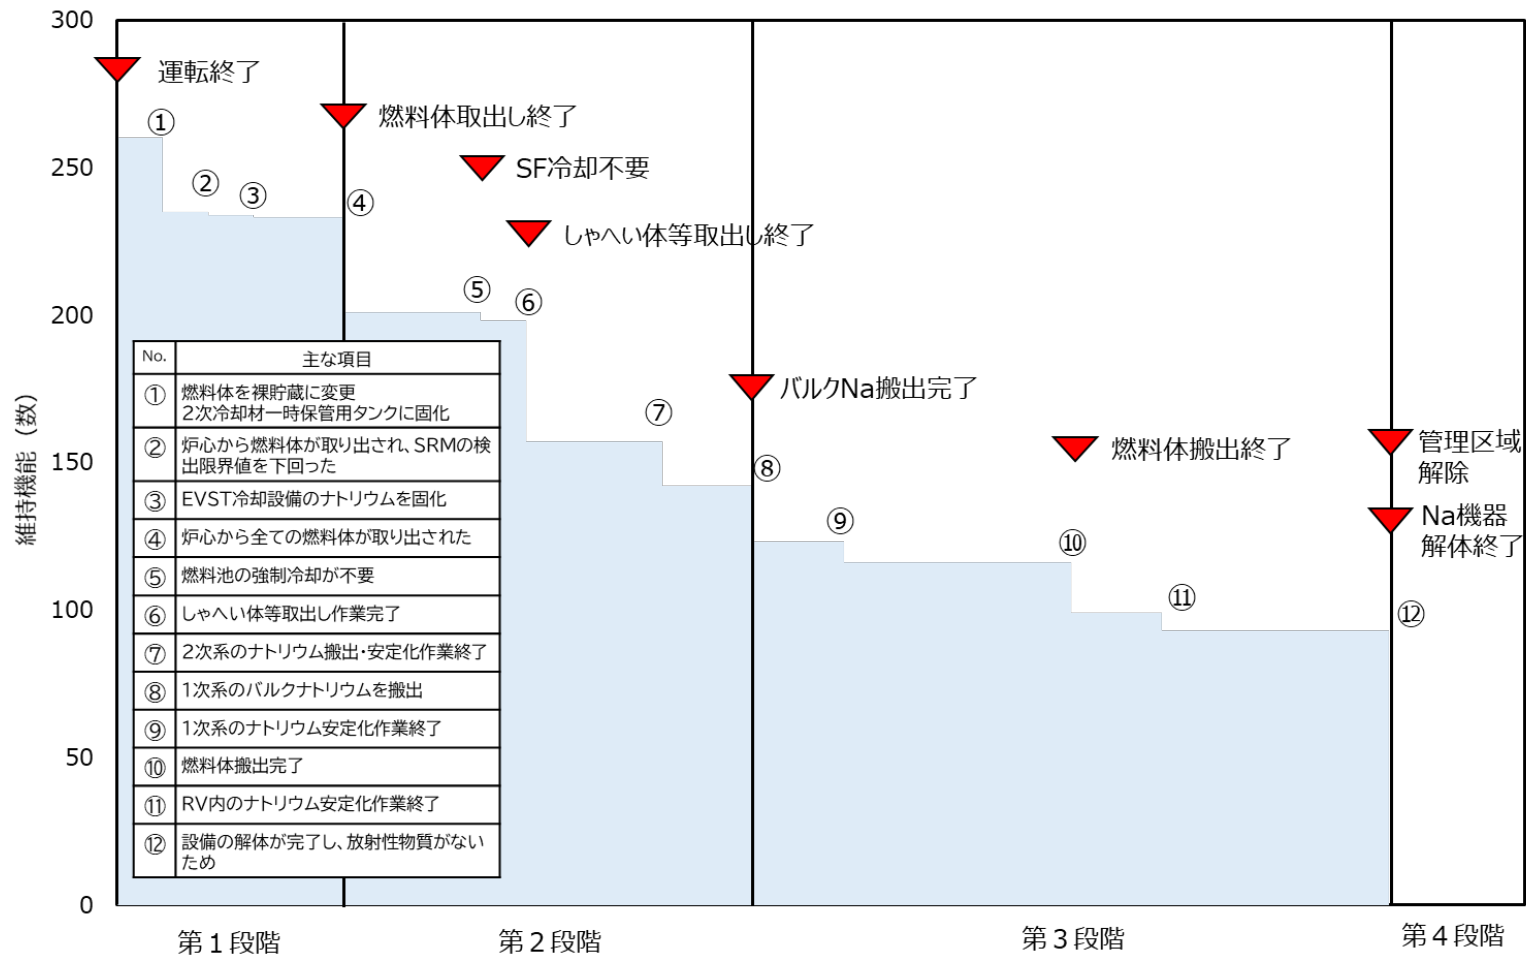 300
250
200
150
100
50
0
維持機能（数）
運転終了
燃料体取出し終了
SF冷却不要
しゃへい体等取出し終了
バルクNa搬出完了
燃料体搬出終了
管理区域
解除
Na機器
解体終了
①
②
③
④
⑤
⑥
⑦
⑧
⑨
⑩
⑪
⑫
No. 主な項目
① 燃料体を裸貯蔵に変更
２次冷却材一時保管用タンクに固化
② 炉心から燃料体が取り出され、SRMの検
出限界値を下回った
③ EVST冷却設備のナトリウムを固化
④ 炉心から全ての燃料体が取り出された
⑤ 燃料池の強制冷却が不要
⑥ しゃへい体等取出し作業完了
⑦ ２次系のナトリウム搬出・安定化作業終了
⑧ １次系のバルクナトリウムを搬出
⑨ １次系のナトリウム安定化作業終了
⑩ 燃料体搬出完了
⑪ RV内のナトリウム安定化作業終了
⑫ 設備の解体が完了し、放射性物質がない
ため
第１段階
第２段階
第３段階
第４段階